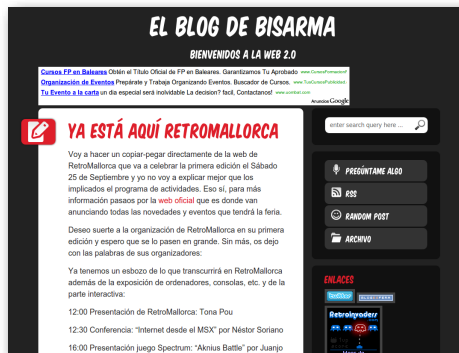 EL BLOG DE BISARMA
BIENVENIDOS A LA WEB 2.0
Cursos FP en Baleares Obtén el Título Oficial de FP en Baleares. Garantizamos Tu Aprobado
Organización de Eventos Prepárate y Trabaja Organizando Eventos. Buscador de Cursos.
Tu Evento a la carta un dia especial será inolvidable La decision? facil, Contactanos!
Anuncios Google
YA ESTÁ AQUÍ RETROMALLORCA
enter search query here ...
Voy a hacer un copiar-pegar directamente de la web de
RetroMallorca que va a celebrar la primera edición el Sábado
25 de Septiembre y yo no voy a explicar mejor que los
implicados el programa de actividades. Eso sí, para más
información pasaos por la web oficial que es donde van
anunciando todas las novedades y eventos que tendrá la feria.
Deseo suerte a la organización de RetroMallorca en su primera
edición y espero que se lo pasen en grande. Sin más, os dejo
con las palabras de sus organizadores:
Ya tenemos un esbozo de lo que transcurrirá en RetroMallorca
además de la exposición de ordenadores, consolas, etc. y de la
parte interactiva:
12:00 Presentación de RetroMallorca: Tona Pou
12:30 Conferencia: “Internet desde el MSX” por Néstor Soriano
16:00 Presentación juego Spectrum: “Aknius Battle” por Juanjo
PREGÚNTAME ALGO
RSS
RANDOM POST
ARCHIVO
ENLACES
twitter
RetroInvaders